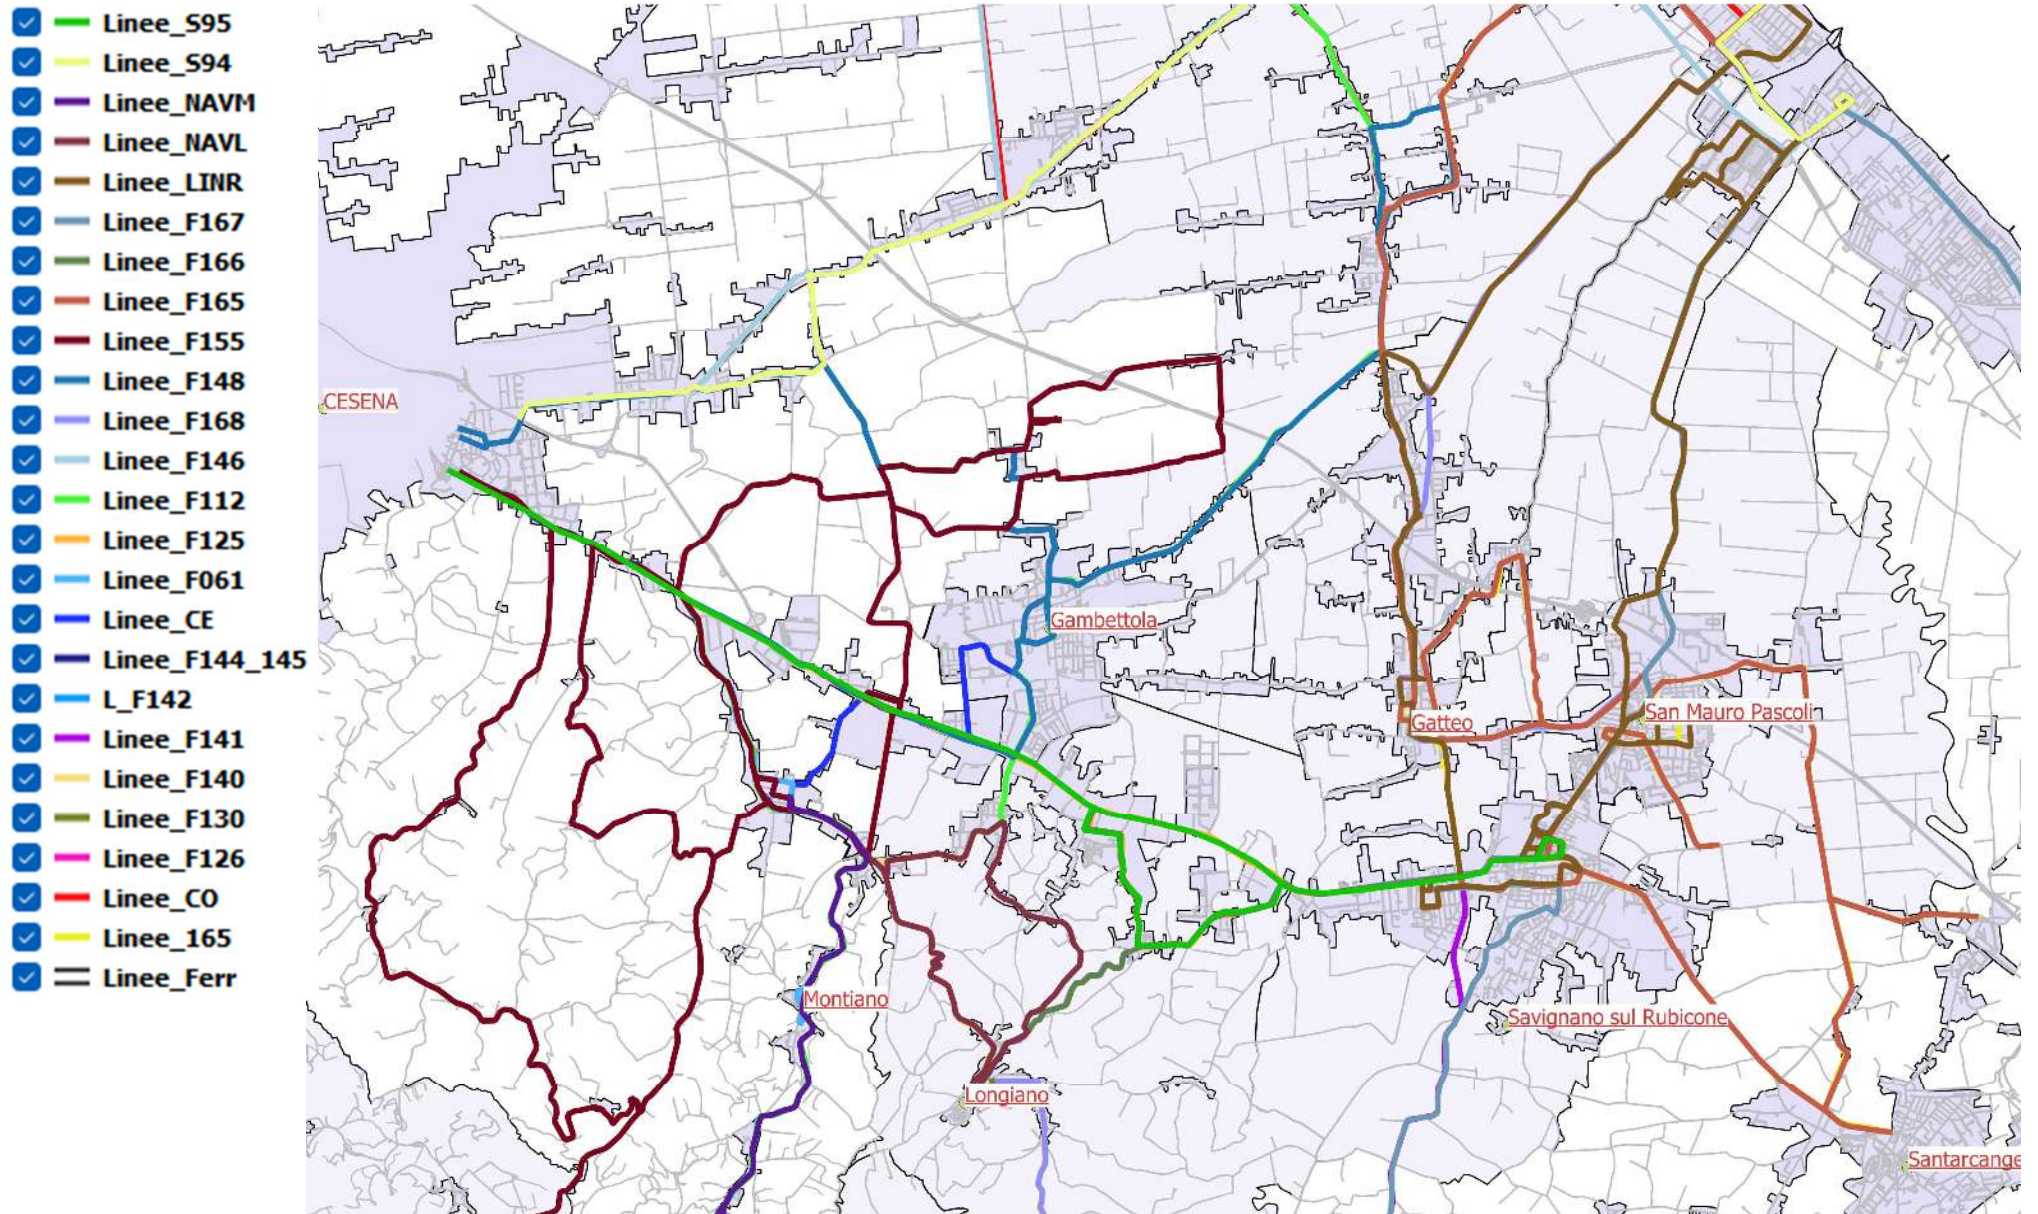 Linee_S95
Linee_S94
Linee_NAVM
Linee_NAVL
Linee_LINR
Linee_F167
Linee_F166
Linee_F165
Linee_F155
Linee_F148
Linee_F168
Linee_F146
Linee_F112
Linee_F125
Linee_F061
Linee_CE
Linee_F144_145
L_F142
Linee_F141
Linee_F140
Linee_F130
Linee_F126
Linee_CO
Linee_165
Linee_Ferr
CESENA
Gambettola
Gatteo
San Mauro Pascoli
Montiano
Savignano sul Rubicone
Longiano
Santarcange